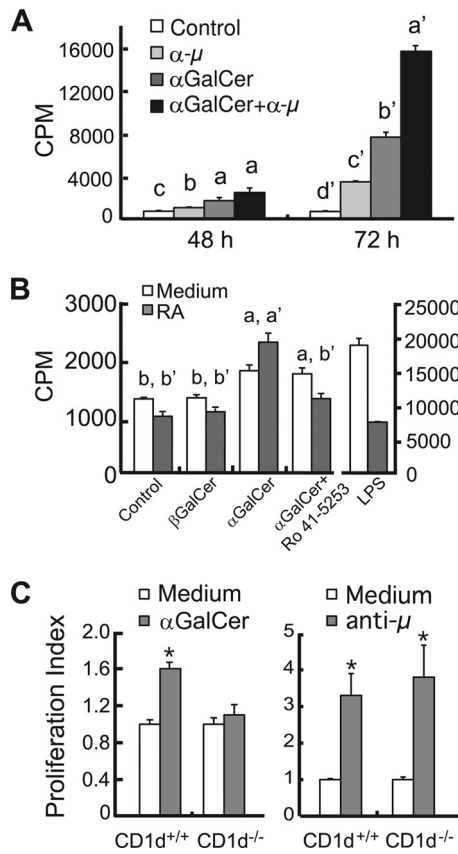 A
CPM
16000
12000
8000
4000
0
Control
α-μ
αGalCer
αGalCer+α-μ
c b a a
d' c' b' a'
48 h 72 h
B
CPM
3000
2000
1000
0
Medium
RA
b, b' b, b' a, a' a, b'
25000
20000
15000
10000
5000
0
Control
βGalCer
αGalCer
αGalCer+
Ro 41-5253
LPS
C
Proliferation Index
Medium
αGalCer
2.0
1.6
1.2
0.8
0.4
0
*
CD1d+/+ CD1d-/-
Medium
anti-μ
5
4
3
2
1
0
* *
CD1d+/+ CD1d-/-